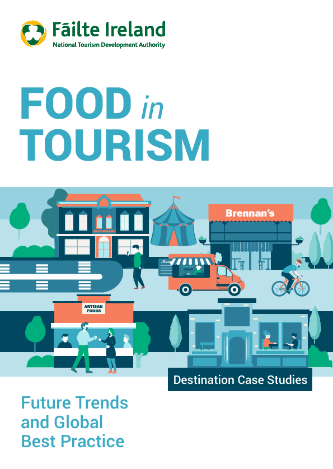 Fáilte Ireland
National Tourism Development Authority
FOOD in
TOURISM
Brennan's
ARTISAN
FOODS
Destination Case Studies
Future Trends
and Global
Best Practice